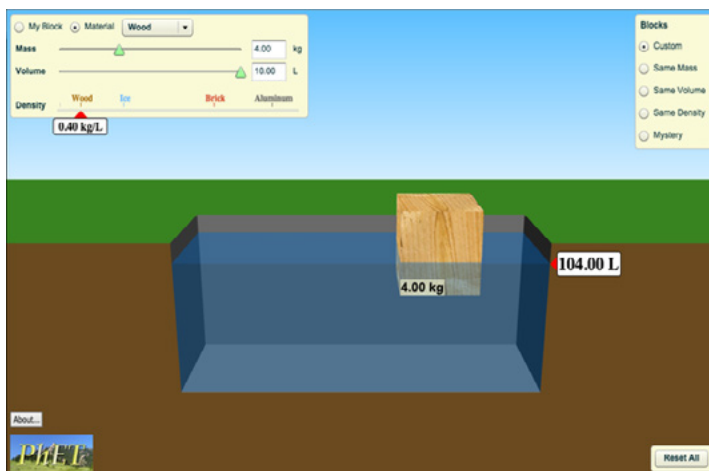 My Block Material Wood
Mass 4.00 kg
Volume 10.00 L
Density Wood Ice Brick Aluminum
0.40 kg/L
Blocks
Custom
Same Mass
Same Volume
Same Density
Mystery
104.00 L
4.00 kg
About...
PhET
Reset All